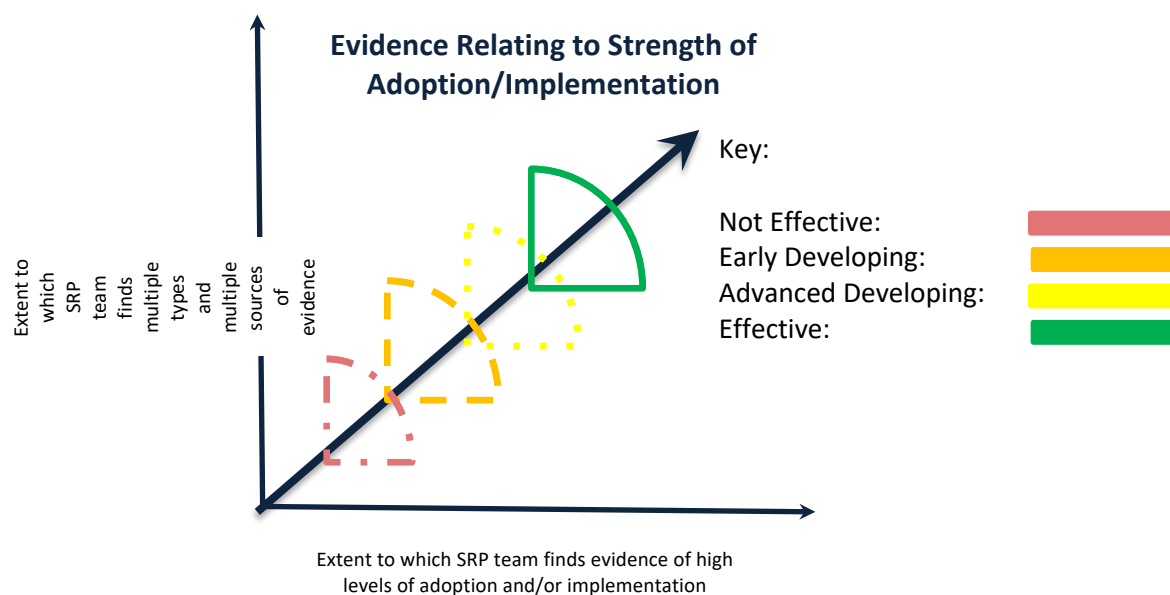 Evidence Relating to Strength of
Adoption/Implementation
Key:
Not Effective:
Early Developing:
Advanced Developing:
Effective:
Extent to
which
SRP
team
finds
multiple
types
and
multiple
sources
of
evidence
Extent to which SRP team finds evidence of high
levels of adoption and/or implementation